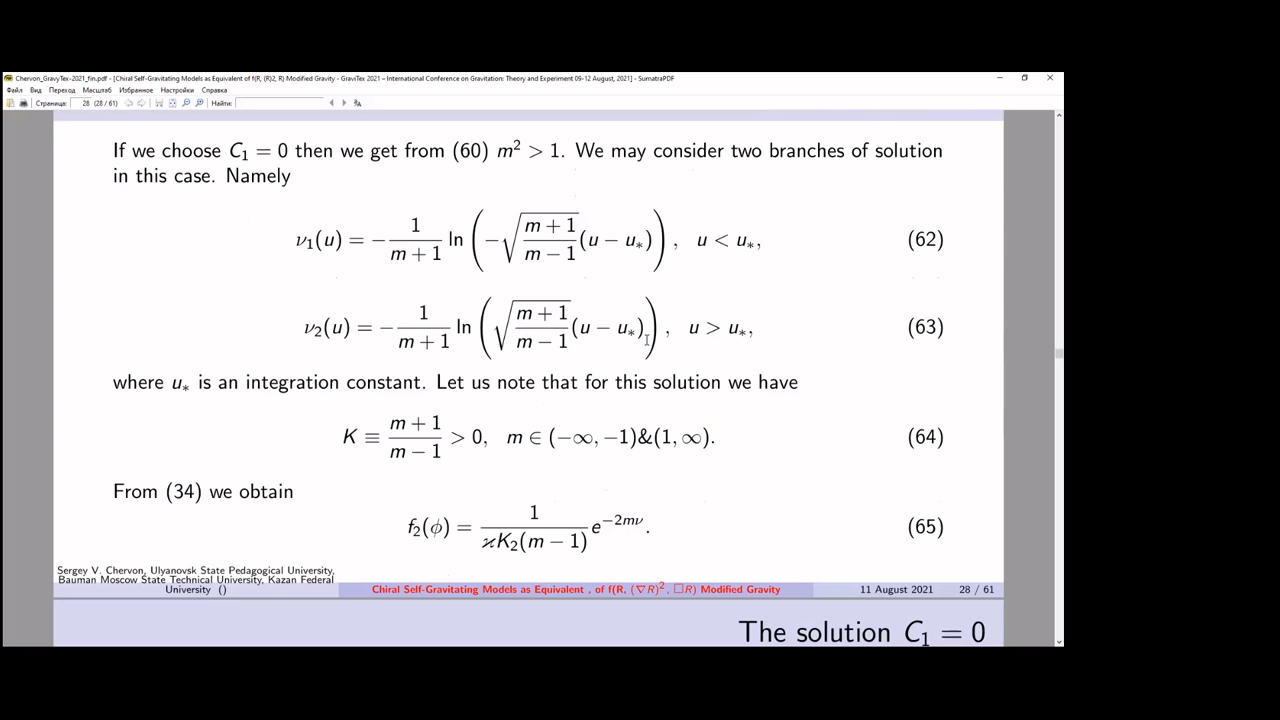 Chervon_GravyTex-2021_fin.pdf - [Chiral Self-Gravitating Models as Equivalent of f(R, (∇R)2, R) Modified Gravity - GraviTex 2021 – International Conference on Gravitation: Theory and Experiment 09-12 August, 2021] - SumatraPDF
Файл Вид Переход Масштаб Избранное Настройки Справка
Страница: 28 (28 / 61) Найти:
If we choose C₁ = 0 then we get from (60) m² > 1. We may consider two branches of solution
in this case. Namely
ν₁(u) = −1/(m + 1) ln(−√((m + 1)/(m − 1))(u − u∗)), u < u∗, (62)
ν₂(u) = −1/(m + 1) ln(√((m + 1)/(m − 1))(u − u∗)), u > u∗, (63)
where u∗ is an integration constant. Let us note that for this solution we have
K ≡ (m + 1)/(m − 1) > 0, m ∈ (−∞, −1)&(1, ∞). (64)
From (34) we obtain
f₂(ϕ) = 1/(ϰK₂(m − 1)) e^(−2mν). (65)
Sergey V. Chervon, Ulyanovsk State Pedagogical University,
Bauman Moscow State Technical University, Kazan Federal
University ()
Chiral Self-Gravitating Models as Equivalent , of f(R, (∇R)², □R) Modified Gravity
11 August 2021 28 / 61
The solution C₁ = 0